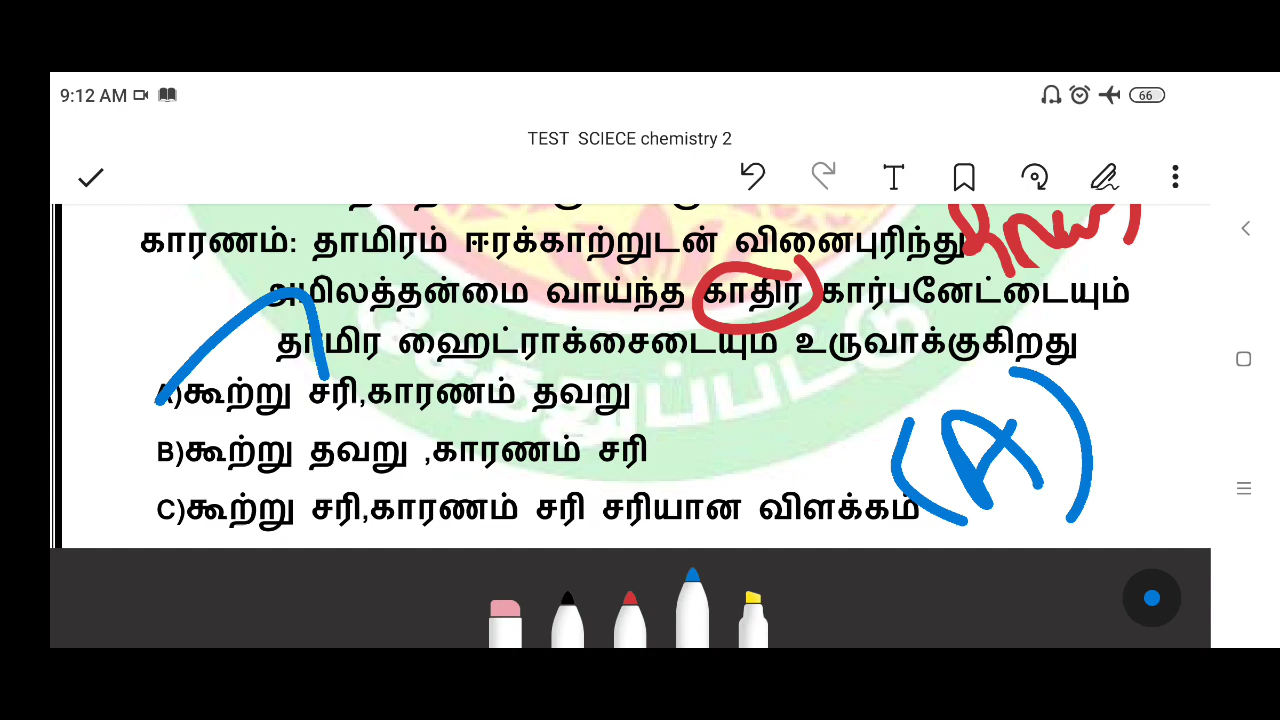 9:12 AM
66
TEST SCIECE chemistry 2
T
காரணம்: தாமிரம் ஈரக்காற்றுடன் வினைபுரிந்து
அமிலத்தன்மை வாய்ந்த காதிர கார்பனேட்டையும்
தாமிர ஹைட்ராக்சைடையும் உருவாக்குகிறது
A)கூற்று சரி,காரணம் தவறு
B)கூற்று தவறு ,காரணம் சரி
(A)
C)கூற்று சரி,காரணம் சரி சரியான விளக்கம்